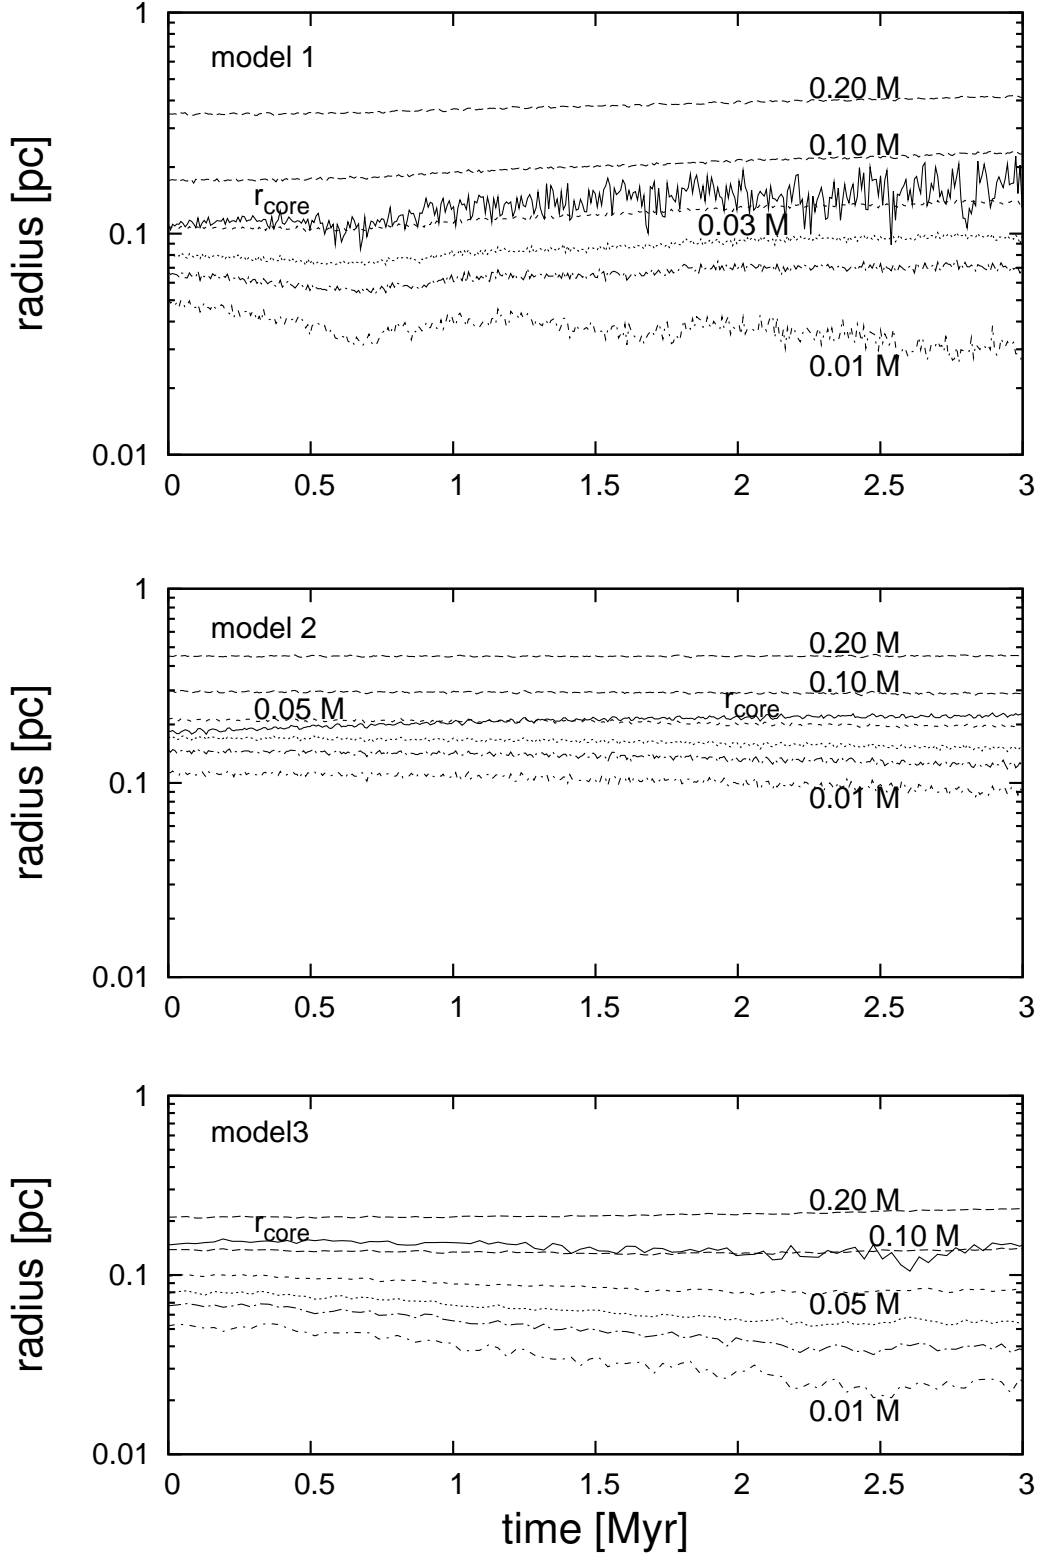 1
model 1
0.20 M
0.10 M
r_core
0.1
0.03 M
0.01 M
0.01
radius [pc]
0 0.5 1 1.5 2 2.5 3
1
model 2
0.20 M
0.10 M
0.05 M
r_core
0.1
0.01 M
0.01
radius [pc]
0 0.5 1 1.5 2 2.5 3
1
model3
0.20 M
r_core
0.10 M
0.1
0.05 M
0.01 M
0.01
radius [pc]
0 0.5 1 1.5 2 2.5 3
time [Myr]